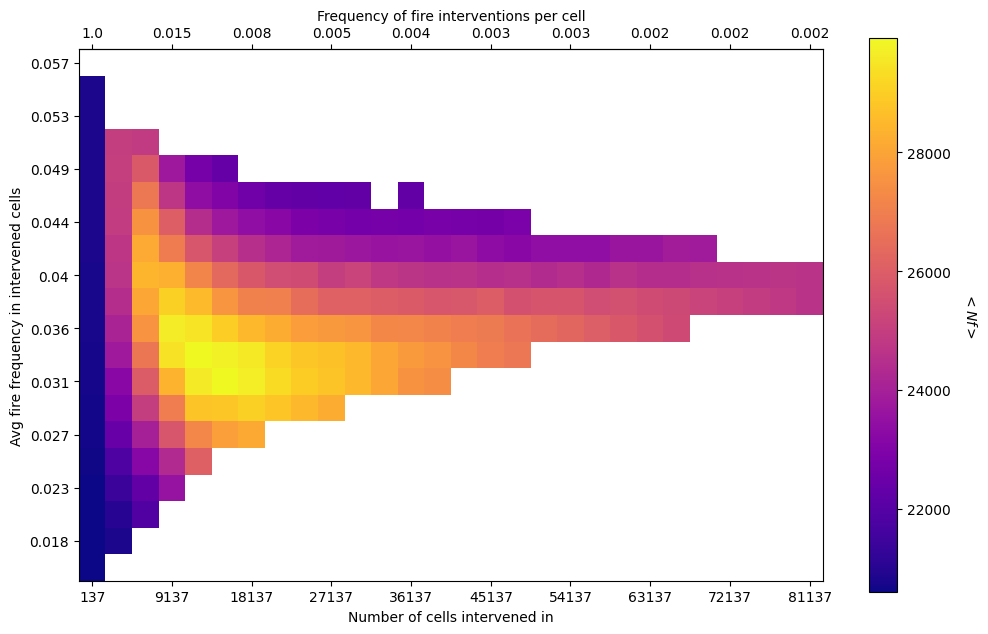 Frequency of fire interventions per cell
1.0 0.015 0.008 0.005 0.004 0.003 0.003 0.002 0.002 0.002
Avg fire frequency in intervened cells
0.057
0.053
0.049
0.044
0.04
0.036
0.031
0.027
0.023
0.018
137 9137 18137 27137 36137 45137 54137 63137 72137 81137
Number of cells intervened in
28000
26000
24000
22000
< Nf >